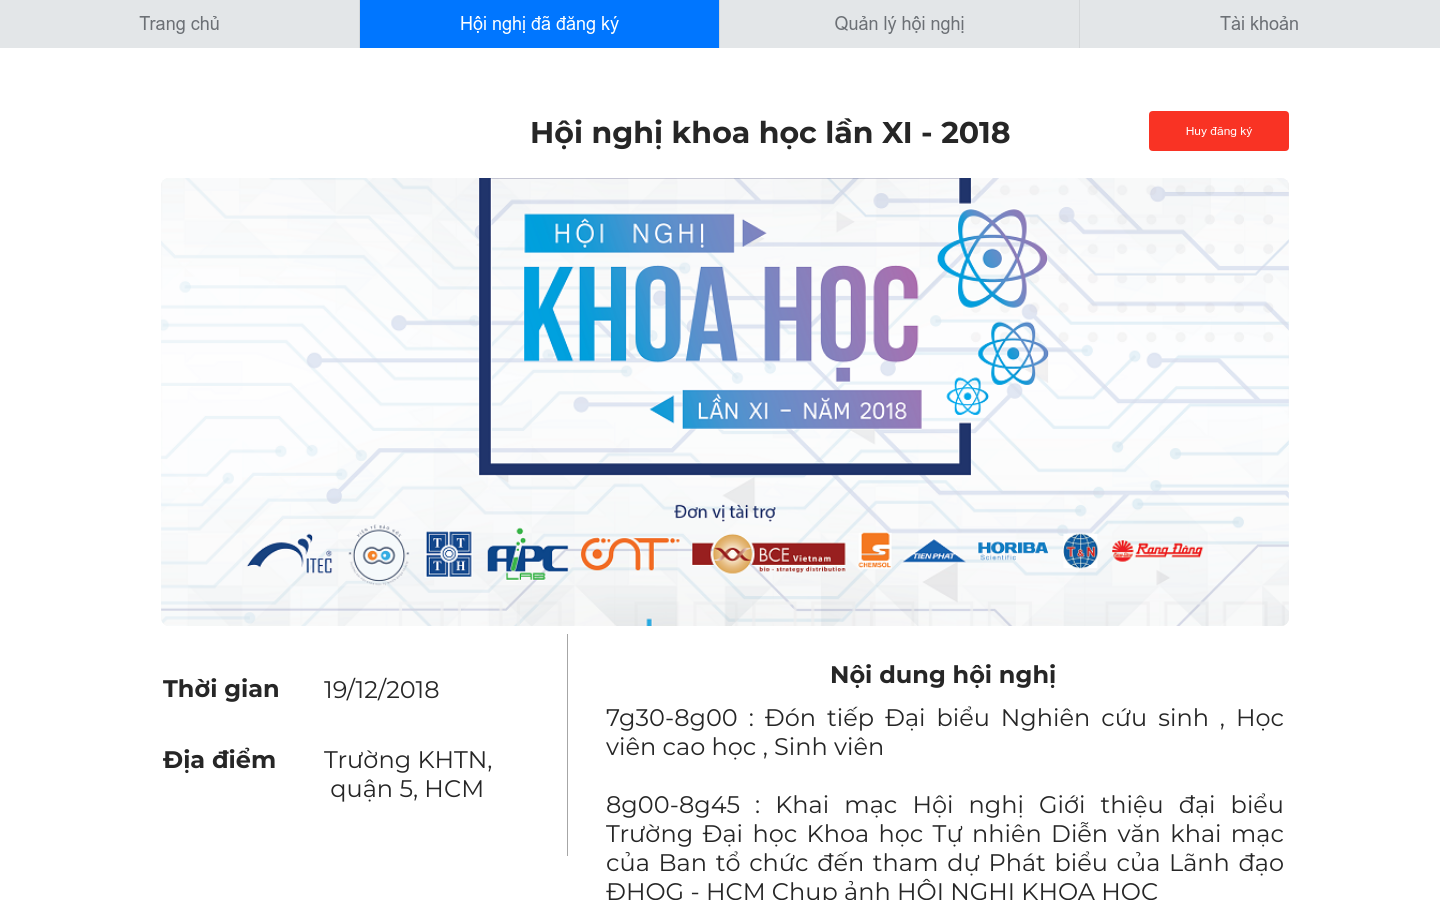 Trang chủ
Hội nghị đã đăng ký
Quản lý hội nghị
Tài khoản
Hội nghị khoa học lần XI - 2018
Huy đăng ký
HỘI NGHỊ
KHOA HỌC
LẦN XI – NĂM 2018
Đơn vị tài trợ
ITEC
TTTH
AiPC LAB
GNT
BCE Vietnam
bio - strategy distribution
CHEMSOL
TIEN PHAT
HORIBA
Scientific
Rang Dông
Thời gian
19/12/2018
Địa điểm
Trường KHTN,
quận 5, HCM
Nội dung hội nghị
7g30-8g00 : Đón tiếp Đại biểu Nghiên cứu sinh , Học
viên cao học , Sinh viên
8g00-8g45 : Khai mạc Hội nghị Giới thiệu đại biểu
Trường Đại học Khoa học Tự nhiên Diễn văn khai mạc
của Ban tổ chức đến tham dự Phát biểu của Lãnh đạo
ĐHQG - HCM Chụp ảnh HỘI NGHỊ KHOA HỌC